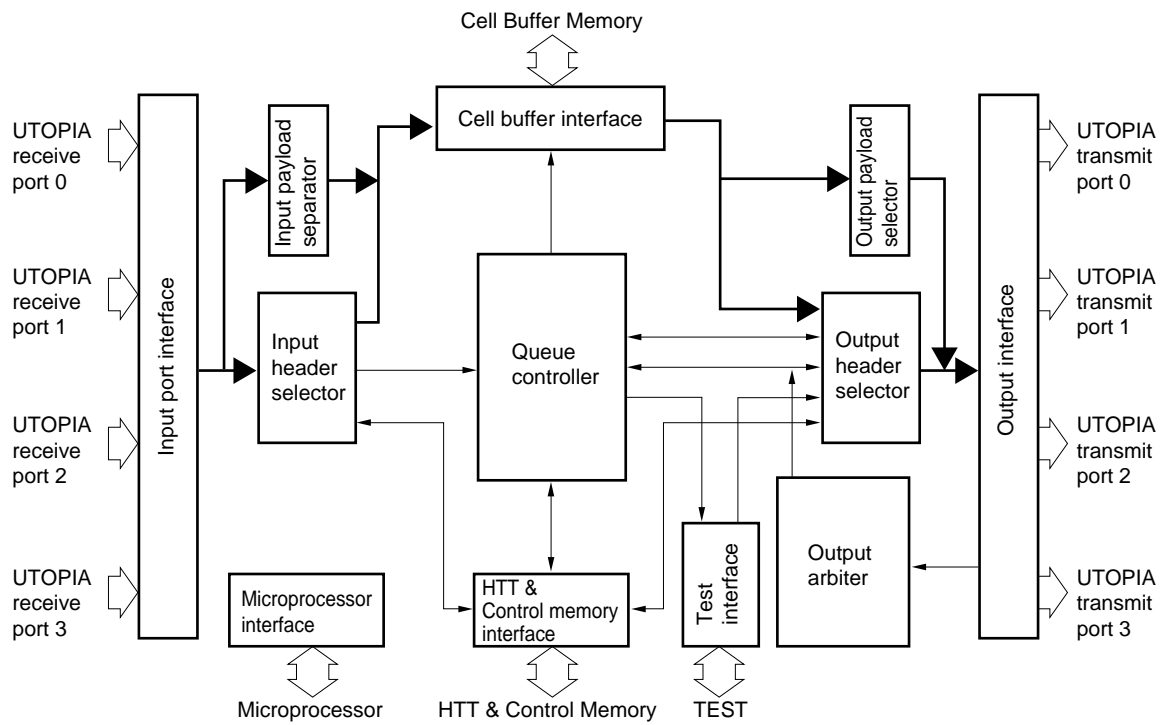 Cell Buffer Memory
Cell buffer interface
UTOPIA
receive
port 0
UTOPIA
receive
port 1
UTOPIA
receive
port 2
UTOPIA
receive
port 3
Input port interface
Input payload
separator
Input
header
selector
Queue
controller
Output payload
selector
Output
header
selector
Output
arbiter
Output interface
UTOPIA
transmit
port 0
UTOPIA
transmit
port 1
UTOPIA
transmit
port 2
UTOPIA
transmit
port 3
Microprocessor
interface
HTT &
Control memory
interface
Test
interface
Microprocessor
HTT & Control Memory
TEST